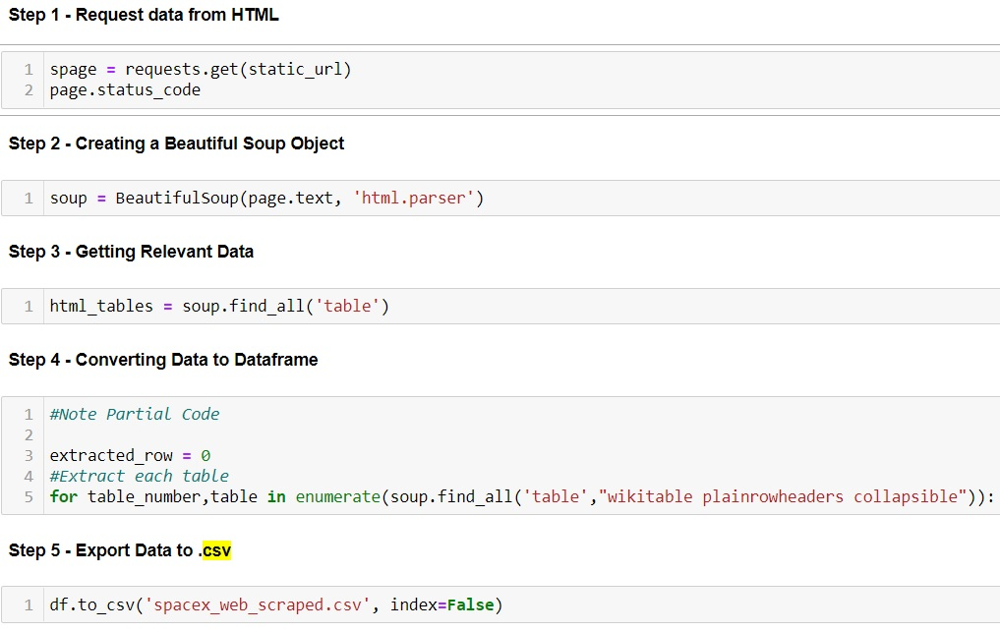 Step 1 - Request data from HTML
1 spage = requests.get(static_url)
2 page.status_code
Step 2 - Creating a Beautiful Soup Object
1 soup = BeautifulSoup(page.text, 'html.parser')
Step 3 - Getting Relevant Data
1 html_tables = soup.find_all('table')
Step 4 - Converting Data to Dataframe
1 #Note Partial Code
2
3 extracted_row = 0
4 #Extract each table
5 for table_number,table in enumerate(soup.find_all('table',"wikitable plainrowheaders collapsible")):
Step 5 - Export Data to .csv
1 df.to_csv('spacex_web_scraped.csv', index=False)